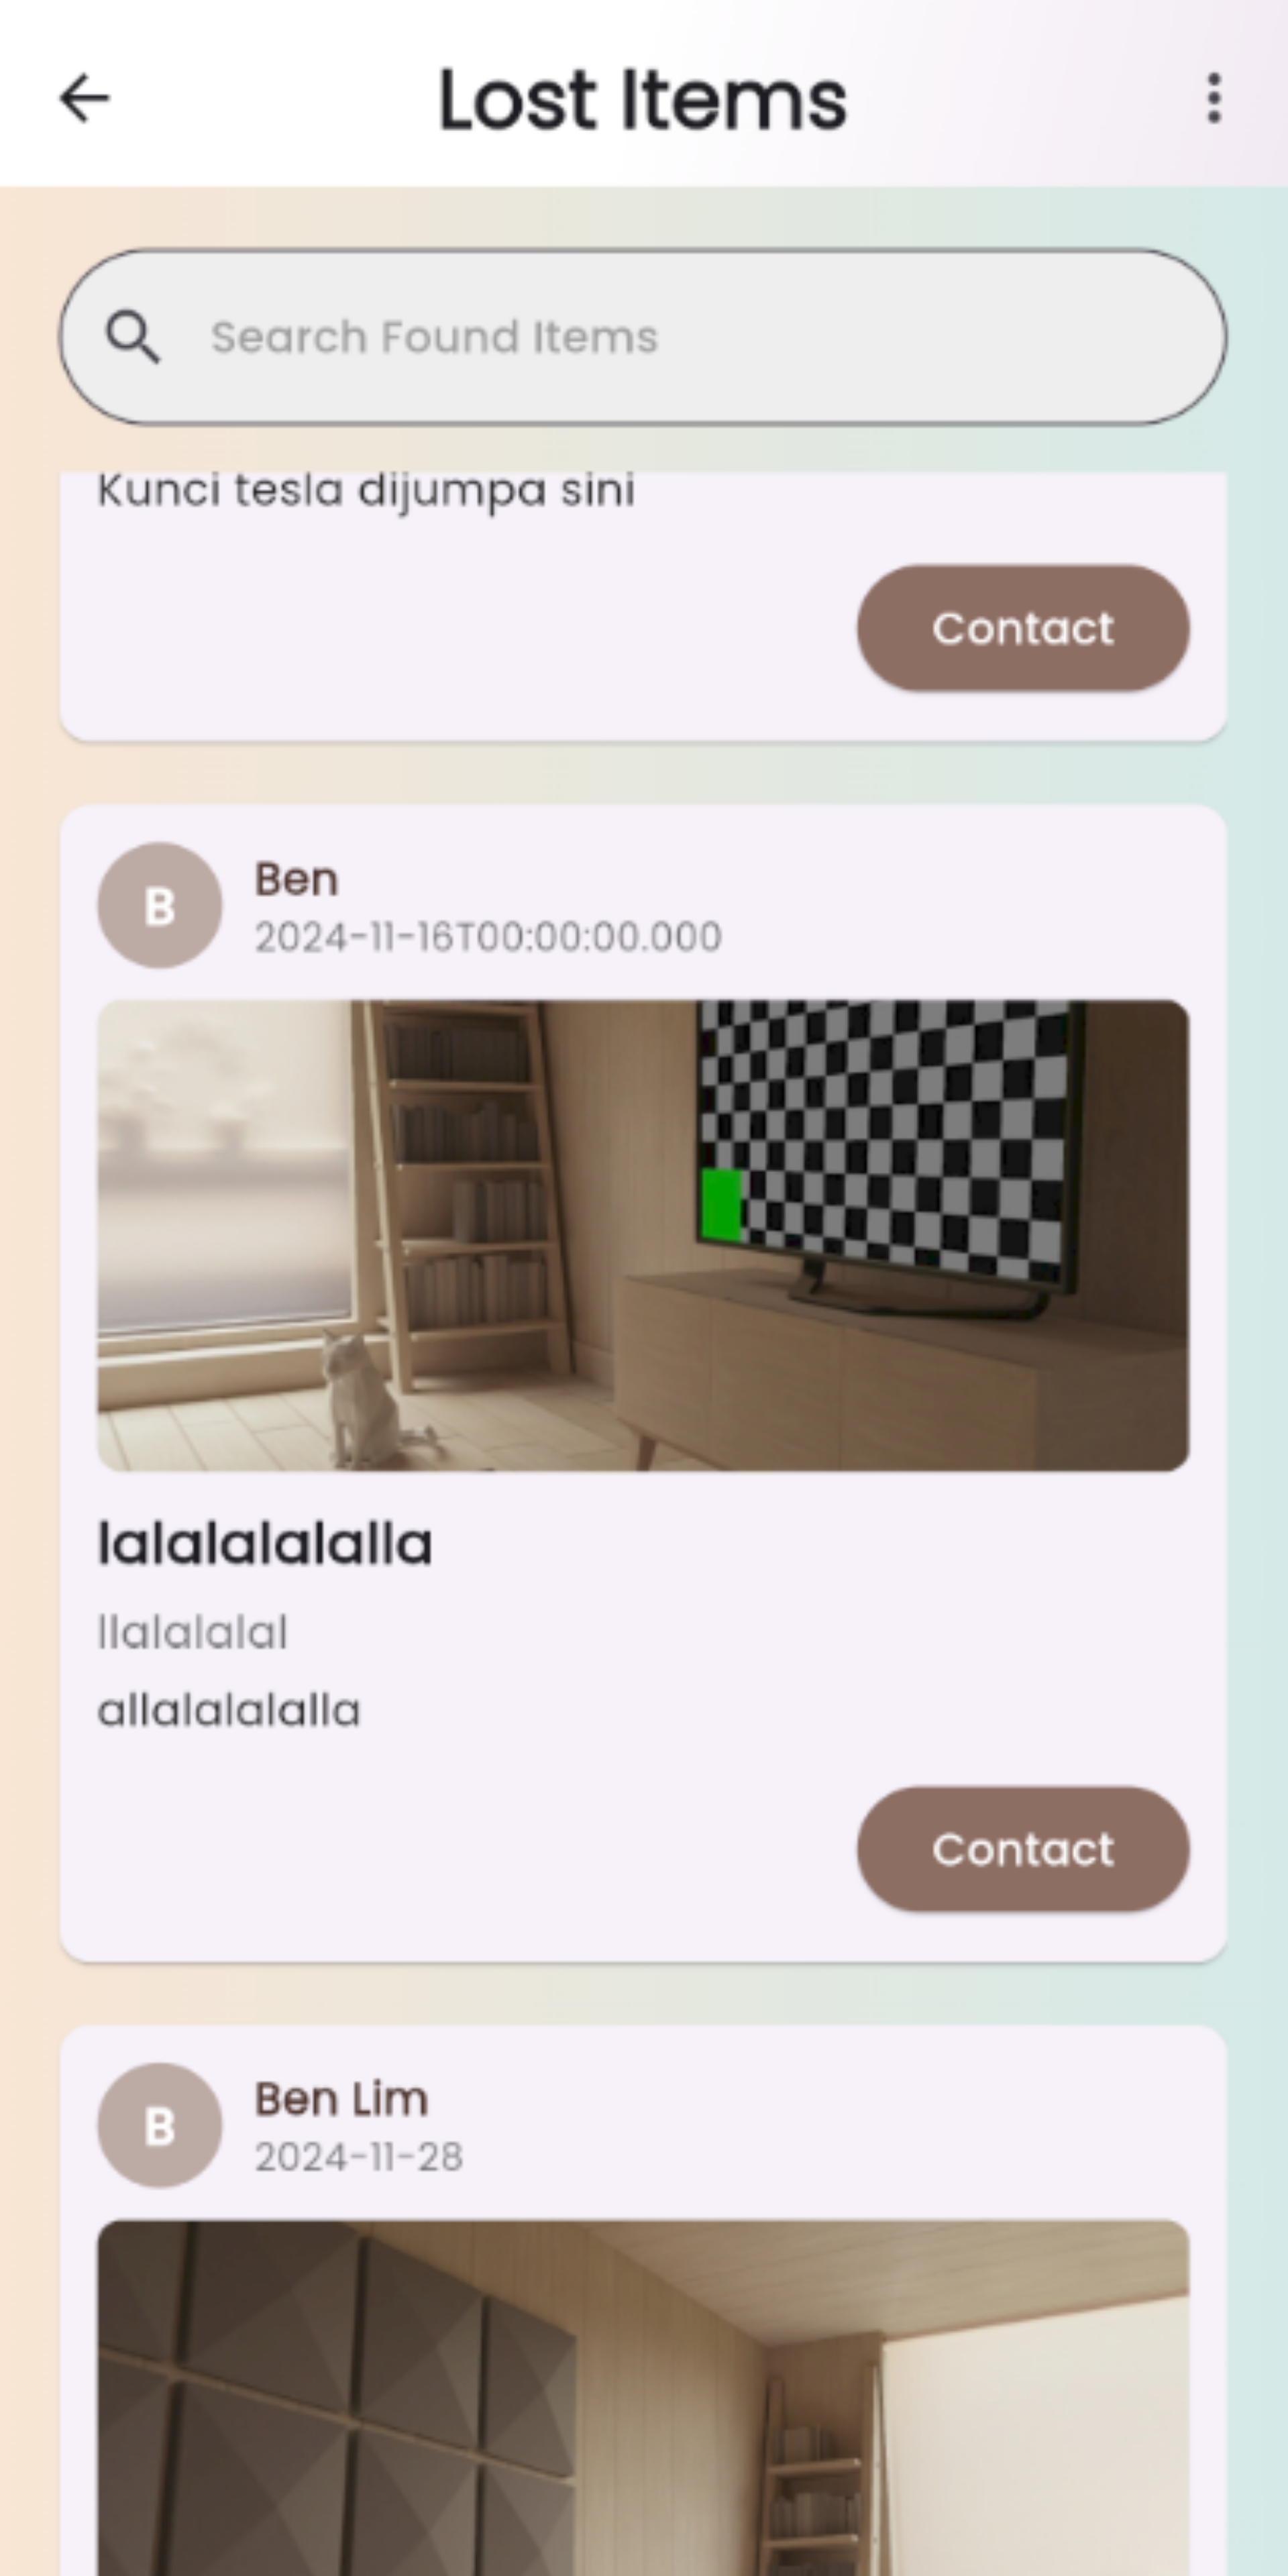 Lost Items
Search Found Items
Kunci tesla dijumpa sini
Contact
B
Ben
2024-11-16T00:00:00.000
lalalalalalla
llalalalal
allalalalalla
Contact
B
Ben Lim
2024-11-28